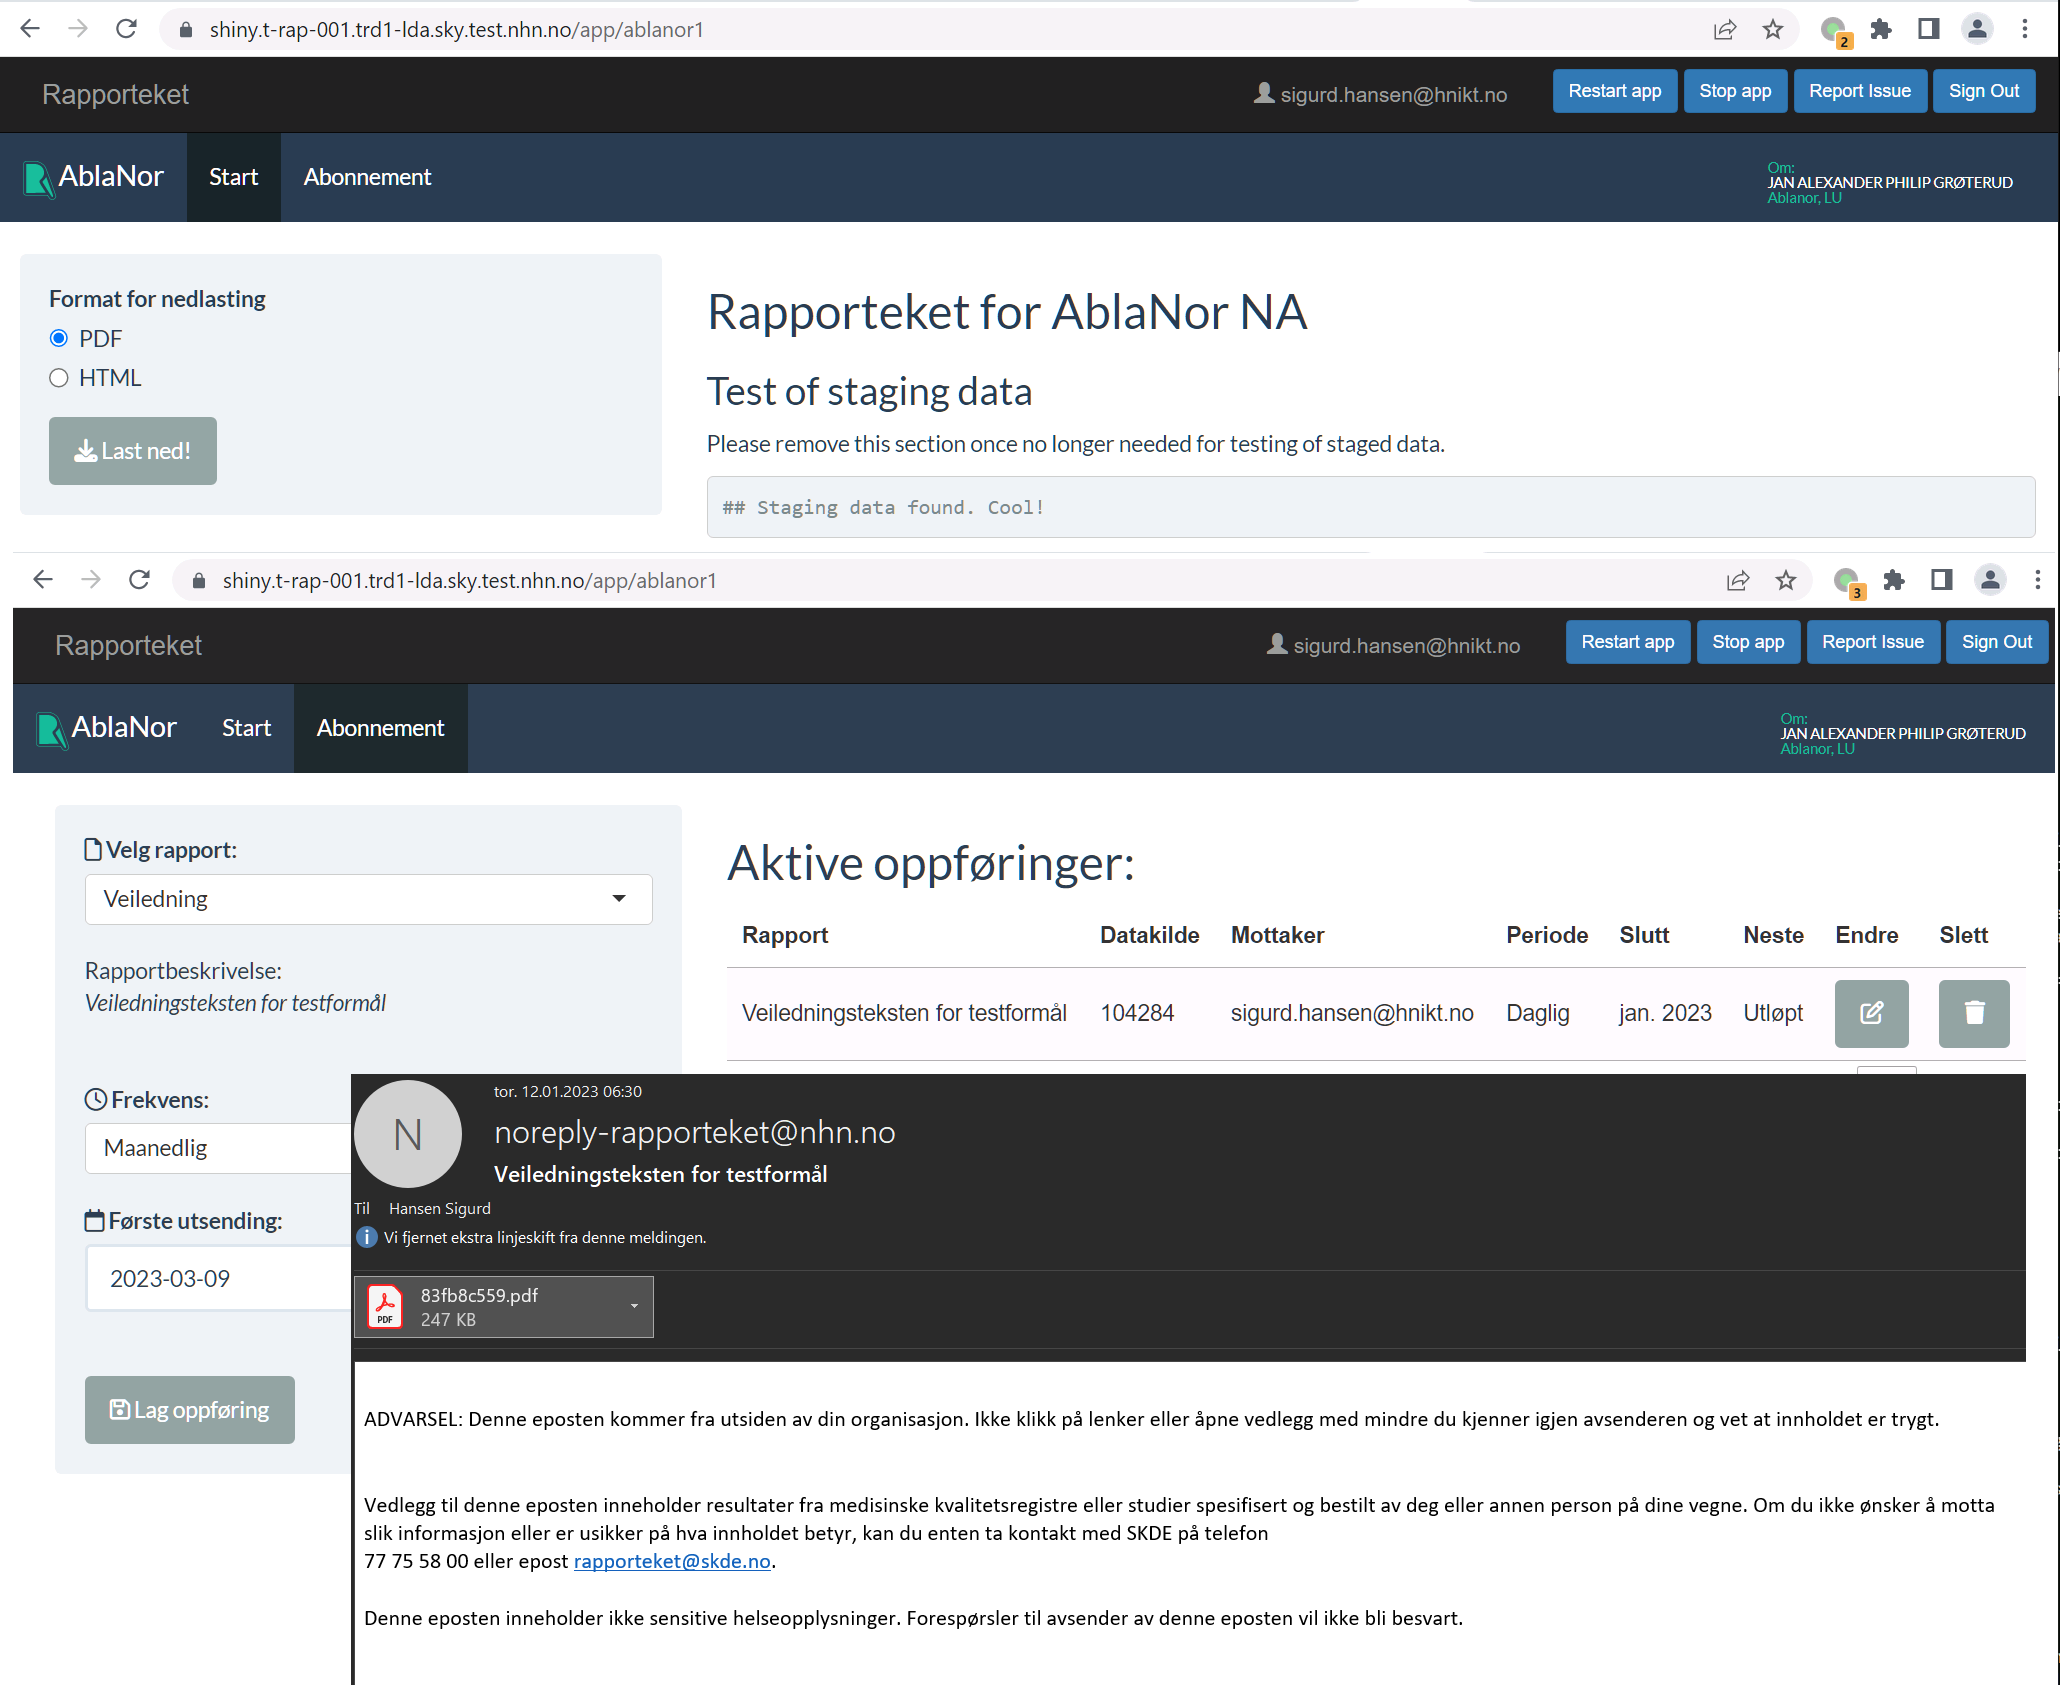 shiny.t-rap-001.trd1-lda.sky.test.nhn.no/app/ablanor1
2
Rapporteket
sigurd.hansen@hnikt.no
Restart app
Stop app
Report Issue
Sign Out
AblaNor
Start
Abonnement
Om:
JAN ALEXANDER PHILIP GRØTERUD
Ablanor, LU
Format for nedlasting
PDF
HTML
Last ned!
Rapporteket for AblaNor NA
Test of staging data
Please remove this section once no longer needed for testing of staged data.
## Staging data found. Cool!
shiny.t-rap-001.trd1-lda.sky.test.nhn.no/app/ablanor1
3
Rapporteket
sigurd.hansen@hnikt.no
Restart app
Stop app
Report Issue
Sign Out
AblaNor
Start
Abonnement
Om:
JAN ALEXANDER PHILIP GRØTERUD
Ablanor, LU
Velg rapport:
Veiledning
Rapportbeskrivelse:
Veiledningsteksten for testformål
Frekvens:
Maanedlig
Første utsending:
2023-03-09
Lag oppføring
Aktive oppføringer:
Rapport Datakilde Mottaker Periode Slutt Neste Endre Slett
Veiledningsteksten for testformål 104284 sigurd.hansen@hnikt.no Daglig jan. 2023 Utløpt
N
tor. 12.01.2023 06:30
noreply-rapporteket@nhn.no
Veiledningsteksten for testformål
Til Hansen Sigurd
Vi fjernet ekstra linjeskift fra denne meldingen.
PDF
83fb8c559.pdf
247 KB
ADVARSEL: Denne eposten kommer fra utsiden av din organisasjon. Ikke klikk på lenker eller åpne vedlegg med mindre du kjenner igjen avsenderen og vet at innholdet er trygt.
Vedlegg til denne eposten inneholder resultater fra medisinske kvalitetsregistre eller studier spesifisert og bestilt av deg eller annen person på dine vegne. Om du ikke ønsker å motta
slik informasjon eller er usikker på hva innholdet betyr, kan du enten ta kontakt med SKDE på telefon
77 75 58 00 eller epost rapporteket@skde.no.
Denne eposten inneholder ikke sensitive helseopplysninger. Forespørsler til avsender av denne eposten vil ikke bli besvart.